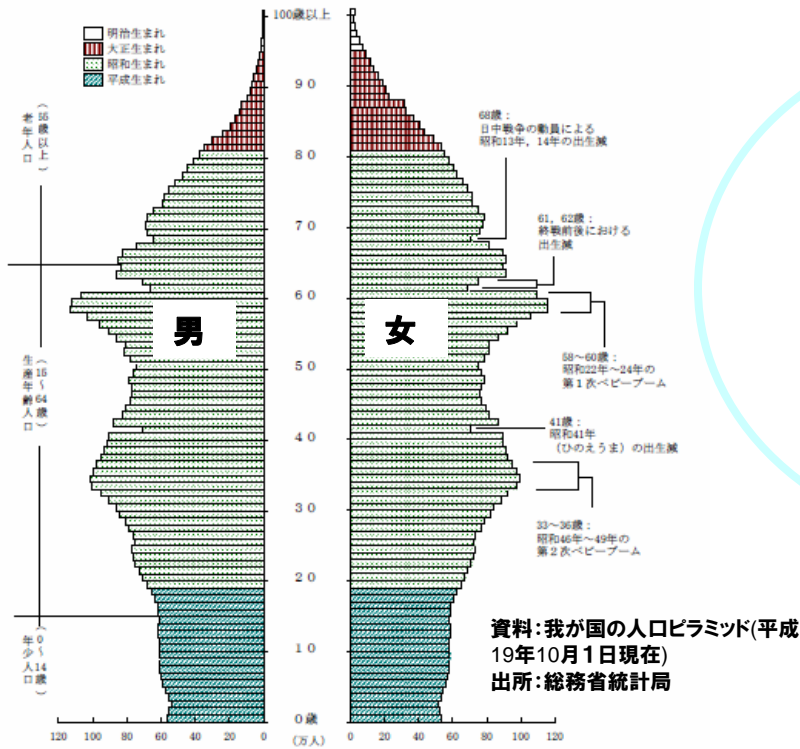 100歳以上
明治生まれ
大正生まれ
昭和生まれ
平成生まれ
90
80
70
60
50
40
30
20
10
0歳
老年人口
(65歳以上)
生産年齢人口
(15~64歳)
年少人口
(0~14歳)
男
女
68歳:
日中戦争の動員による
昭和13年,14年の出生減
61,62歳:
終戦前後における
出生減
58~60歳:
昭和22年~24年の
第1次ベビーブーム
41歳:
昭和41年
(ひのえうま)の出生減
33~36歳:
昭和46年~49年の
第2次ベビーブーム
120 100 80 60 40 20 0
(万人)
0 20 40 60 80 100 120
資料:我が国の人口ピラミッド(平成
19年10月1日現在)
出所:総務省統計局